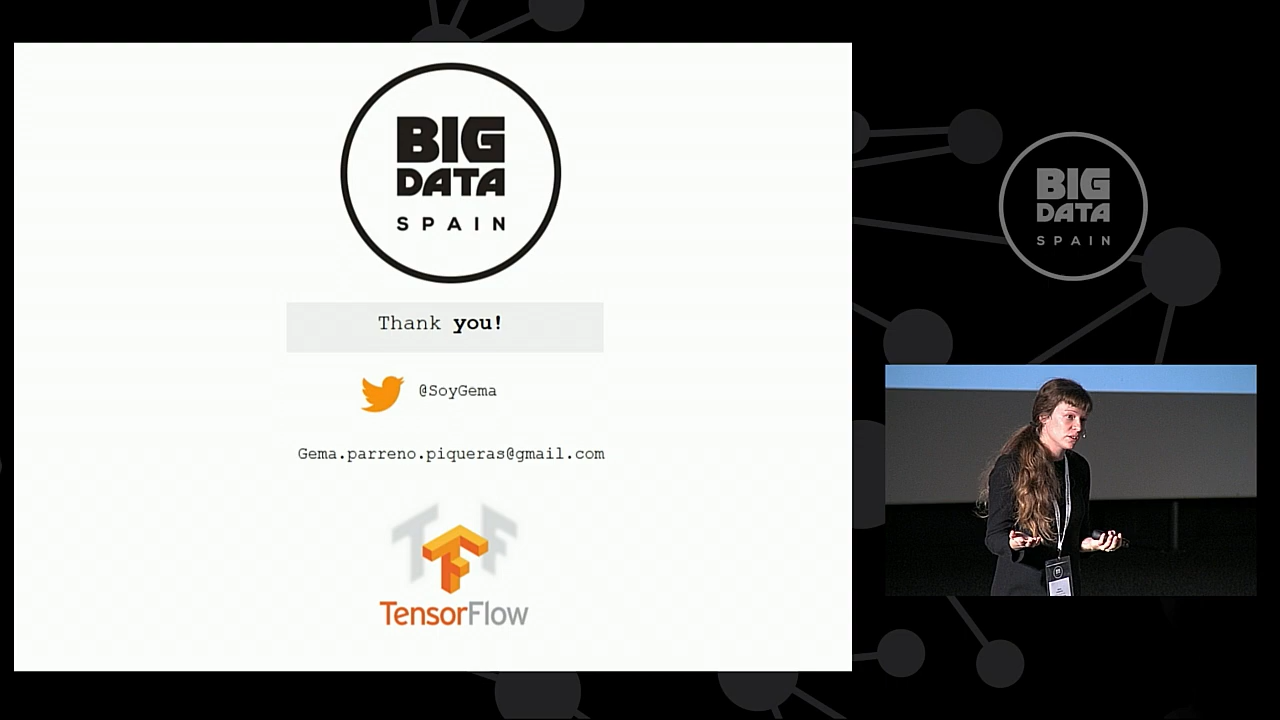 BIG
DATA
SPAIN
Thank you!
@SoyGema
Gema.parreno.piqueras@gmail.com
TensorFlow
BIG
DATA
SPAIN